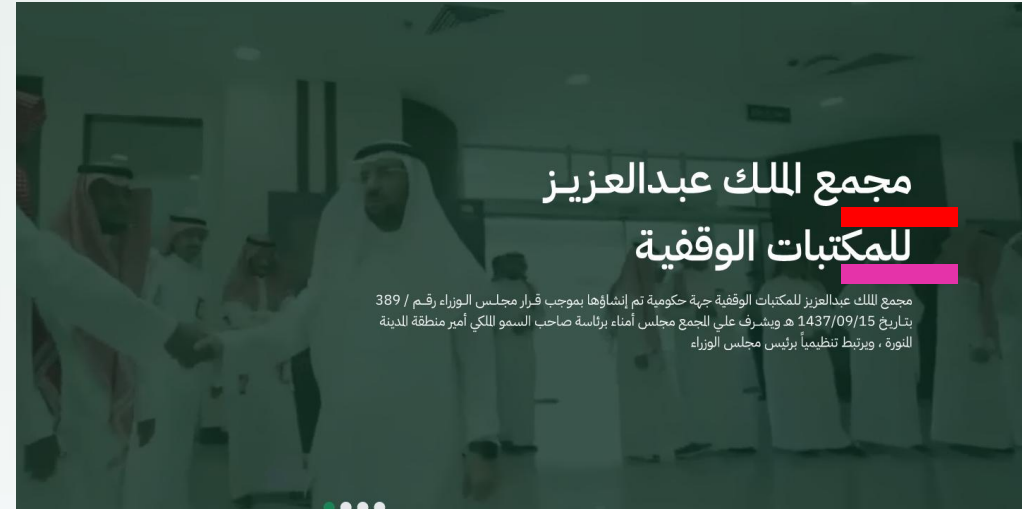 مجمع الملك عبدالعزيز
للمكتبات الوقفية
مجمع الملك عبدالعزيز للمكتبات الوقفية جهة حكومية تم إنشاؤها بموجب قرار مجلس الوزراء رقم / 389
بتاريخ 1437/09/15 هـ ويشرف علي المجمع مجلس أمناء برئاسة صاحب السمو الملكي أمير منطقة المدينة
المنورة ، ويرتبط تنظيمياً برئيس مجلس الوزراء